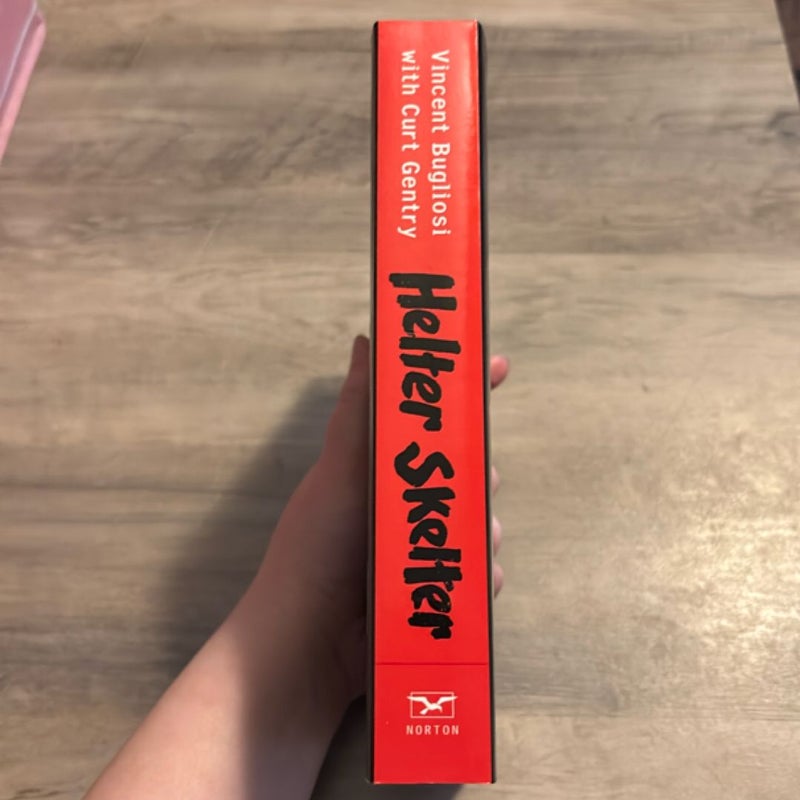 Vincent Bugliosi
with Curt Gentry
Helter Skelter
NORTON